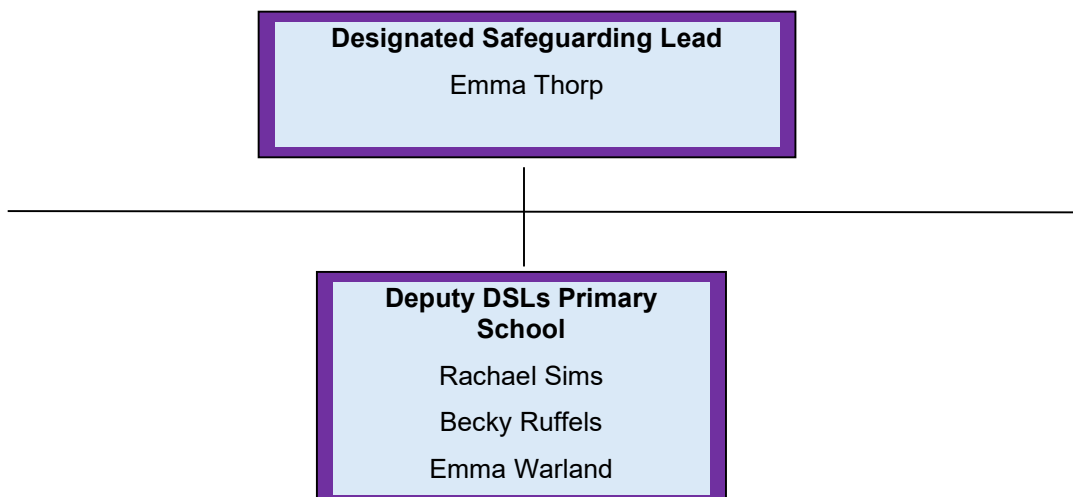 Designated Safeguarding Lead
Emma Thorp
Deputy DSLs Primary
School
Rachael Sims
Becky Ruffels
Emma Warland